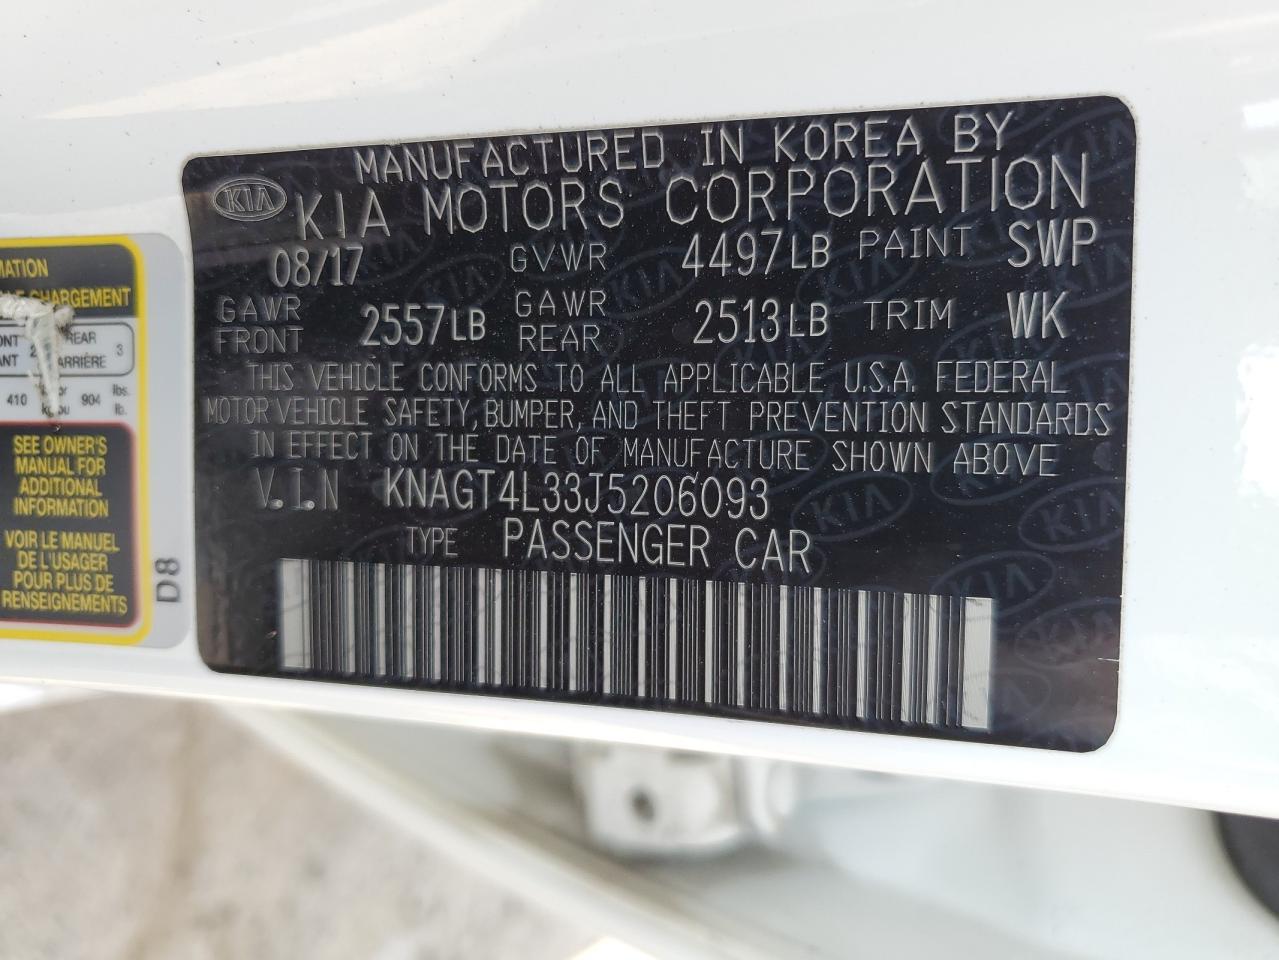 KIA
MANUFACTURED IN KOREA BY
KIA MOTORS CORPORATION
08/17 GVWR 4497LB PAINT SWP
GAWR FRONT 2557LB GAWR REAR 2513LB TRIM WK
THIS VEHICLE CONFORMS TO ALL APPLICABLE U.S.A. FEDERAL
MOTOR VEHICLE SAFETY, BUMPER, AND THEFT PREVENTION STANDARDS
IN EFFECT ON THE DATE OF MANUFACTURE SHOWN ABOVE
V.I.N KNAGT4L33J5206093
TYPE PASSENGER CAR
CHARGEMENT
REAR
ARRIÈRE 3
410
904
lbs.
lb.
SEE OWNER'S
MANUAL FOR
ADDITIONAL
INFORMATION
VOIR LE MANUEL
DE L'USAGER
POUR PLUS DE
RENSEIGNEMENTS
D8